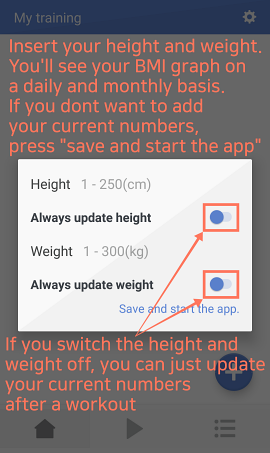 My training
Insert your height and weight.
You'll see your BMI graph on
a daily and monthly basis.
If you dont want to add
your current numbers,
press "save and start the app"
Height 1 - 250(cm)
Always update height
Weight 1 - 300(kg)
Always update weight
Save and start the app.
If you switch the height and
weight off, you can just update
your current numbers
after a workout